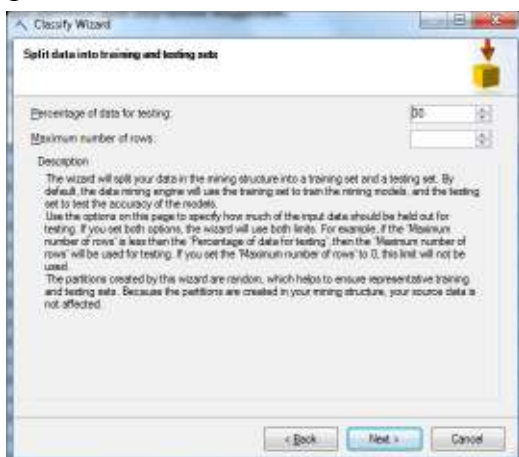 Classify Wizard
Split data into training and testing sets
Percentage of data for testing:
30
Maximum number of rows:
Description
The wizard will split your data in the mining structure into a training set and a testing set. By
default, the data mining engine will use the training set to train the mining models, and the testing
set to test the accuracy of the models.
Use the options on this page to specify how much of the input data should be held out for
testing. If you set both options, the wizard will use both limits. For example, if the 'Maximum
number of rows' is less than the 'Percentage of data for testing', then the 'Maximum number of
rows' will be used for testing. If you set the 'Maximum number of rows' to 0, this limit will not be
used.
The partitions created by this wizard are random, which helps to ensure representative training
and testing sets. Because the partitions are created in your mining structure, your source data is
not affected.
< Back
Next >
Cancel